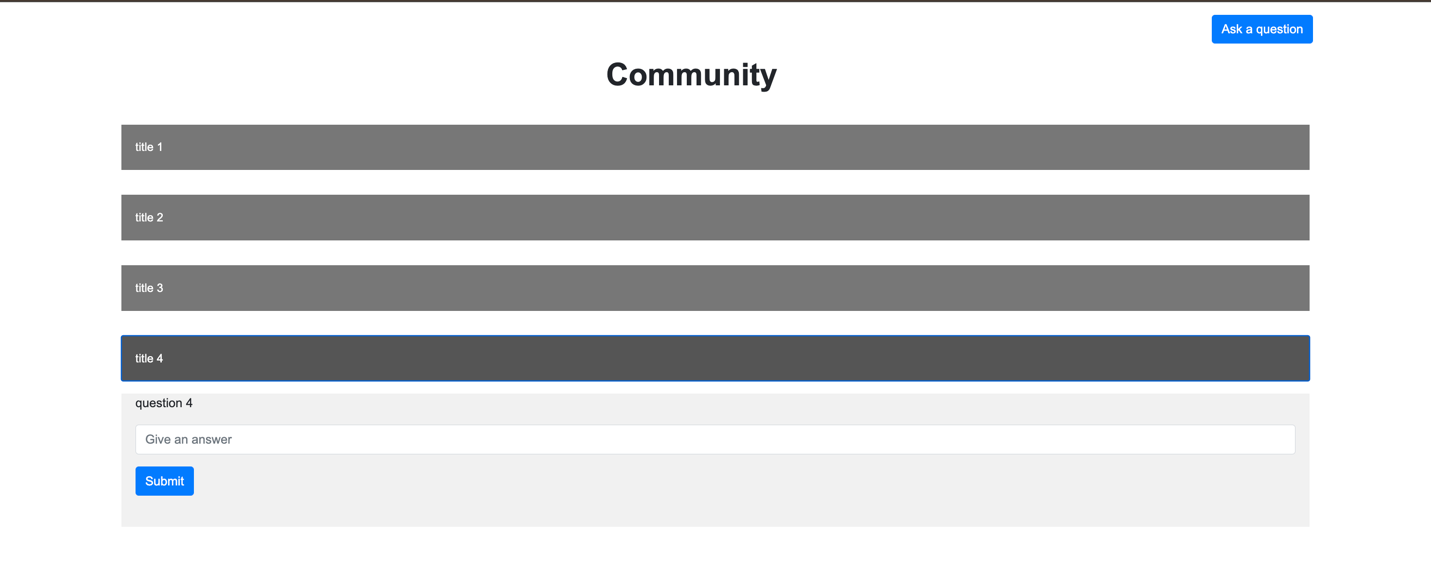 Ask a question
Community
title 1
title 2
title 3
title 4
question 4
Give an answer
Submit